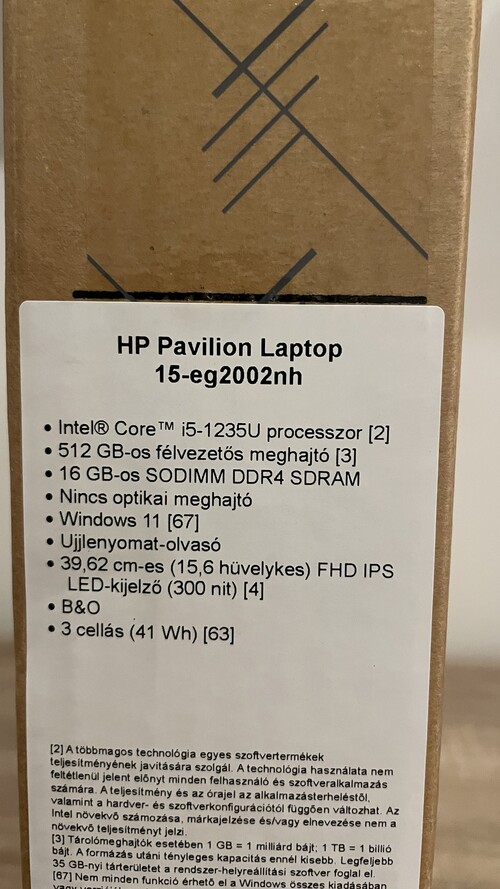 HP Pavilion Laptop
15-eg2002nh
• Intel® Core™ i5-1235U processzor [2]
• 512 GB-os félvezetős meghajtó [3]
• 16 GB-os SODIMM DDR4 SDRAM
• Nincs optikai meghajtó
• Windows 11 [67]
• Ujjlenyomat-olvasó
• 39,62 cm-es (15,6 hüvelykes) FHD IPS
LED-kijelző (300 nit) [4]
• B&O
• 3 cellás (41 Wh) [63]
[2] A többmagos technológia egyes szoftvertermékek
teljesítményének javítására szolgál. A technológia használata nem
feltétlenül jelent előnyt minden felhasználó és szoftveralkalmazás
számára. A teljesítmény és az órajel az alkalmazásterheléstől,
valamint a hardver- és szoftverkonfigurációtól függően változhat. Az
Intel növekvő számozása, márkajelzése és/vagy elnevezése nem a
növekvő teljesítményt jelzi.
[3] Tárolómeghajtók esetében 1 GB = 1 milliárd bájt; 1 TB = 1 billió
bájt. A formázás utáni tényleges kapacitás ennél kisebb. Legfeljebb
35 GB-nyi tárterületet a rendszer-helyreállítási szoftver foglal el.
[67] Nem minden funkció érhető el a Windows összes kiadásában